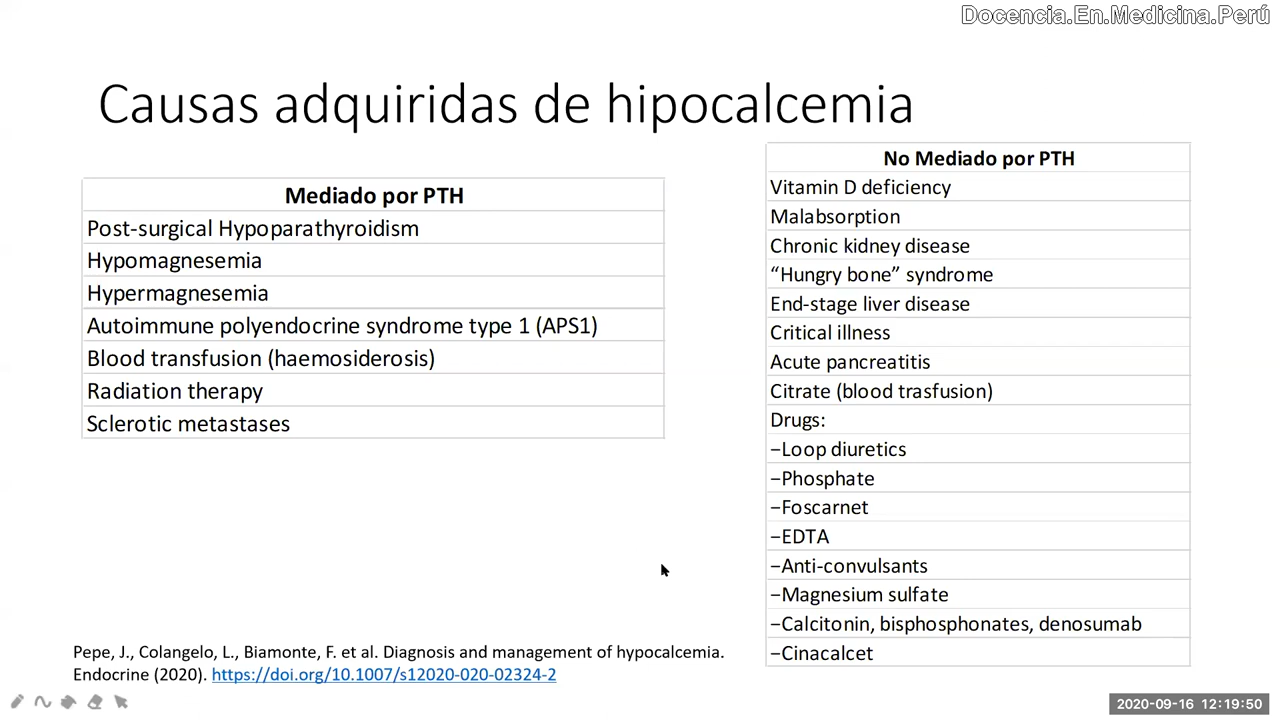 Docencia.En.Medicina.Perú
Causas adquiridas de hipocalcemia
Mediado por PTH
Post-surgical Hypoparathyroidism
Hypomagnesemia
Hypermagnesemia
Autoimmune polyendocrine syndrome type 1 (APS1)
Blood transfusion (haemosiderosis)
Radiation therapy
Sclerotic metastases
No Mediado por PTH
Vitamin D deficiency
Malabsorption
Chronic kidney disease
“Hungry bone” syndrome
End-stage liver disease
Critical illness
Acute pancreatitis
Citrate (blood trasfusion)
Drugs:
−Loop diuretics
−Phosphate
−Foscarnet
−EDTA
−Anti-convulsants
−Magnesium sulfate
−Calcitonin, bisphosphonates, denosumab
−Cinacalcet
Pepe, J., Colangelo, L., Biamonte, F. et al. Diagnosis and management of hypocalcemia.
Endocrine (2020). https://doi.org/10.1007/s12020-020-02324-2
2020-09-16 12:19:50